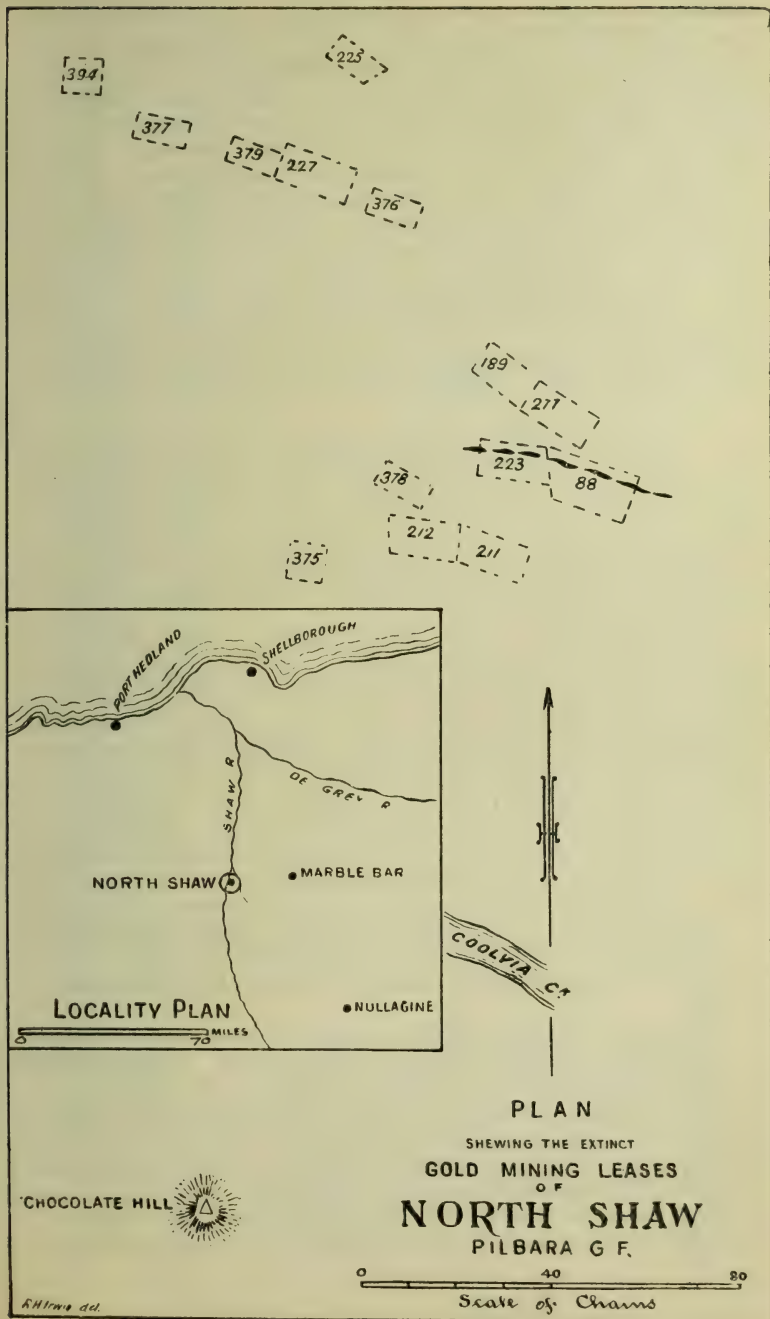 394
225
377
379
227
376
189
217
223
88
378
212
211
375
PORT HEDLAND
SHELLBOROUGH
SHAW R
DE GREY R
NORTH SHAW
MARBLE BAR
NULLAGINE
LOCALITY PLAN
0 70 MILES
COOLVIA CK
PLAN
SHEWING THE EXTINCT
GOLD MINING LEASES
OF
NORTH SHAW
PILBARA G F.
CHOCOLATE HILL
0 40 80
Scale of Chains